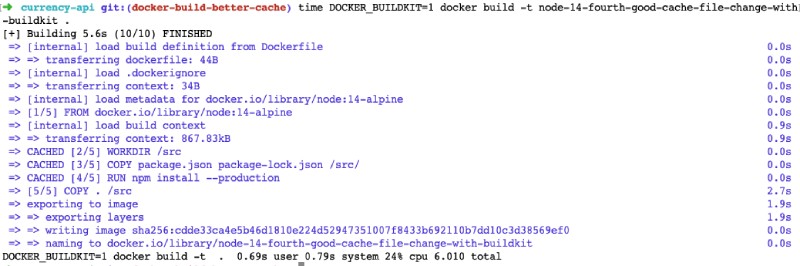 ➜ currency-api git:(docker-build-better-cache) time DOCKER_BUILDKIT=1 docker build -t node-14-fourth-good-cache-file-change-with
-buildkit .
[+] Building 5.6s (10/10) FINISHED
=> [internal] load build definition from Dockerfile 0.0s
=> => transferring dockerfile: 44B 0.0s
=> [internal] load .dockerignore 0.0s
=> => transferring context: 34B 0.0s
=> [internal] load metadata for docker.io/library/node:14-alpine 0.0s
=> [1/5] FROM docker.io/library/node:14-alpine 0.0s
=> [internal] load build context 0.9s
=> => transferring context: 867.83kB 0.9s
=> CACHED [2/5] WORKDIR /src 0.0s
=> CACHED [3/5] COPY package.json package-lock.json /src/ 0.0s
=> CACHED [4/5] RUN npm install --production 0.0s
=> [5/5] COPY . /src 2.7s
=> exporting to image 1.9s
=> => exporting layers 1.9s
=> => writing image sha256:cdde33ca4e5b46d1810e224d52947351007f8433b692110b7dd10c3d38569ef0 0.0s
=> => naming to docker.io/library/node-14-fourth-good-cache-file-change-with-buildkit 0.0s
DOCKER_BUILDKIT=1 docker build -t . 0.69s user 0.79s system 24% cpu 6.010 total